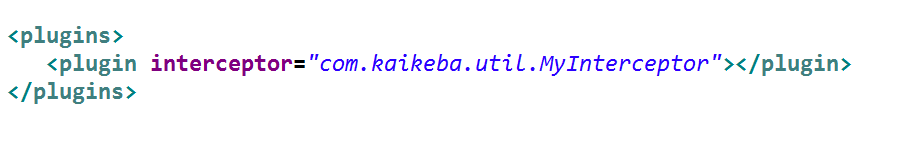 <plugins>
<plugin interceptor="com.kaikeba.util.MyInterceptor"></plugin>
</plugins>